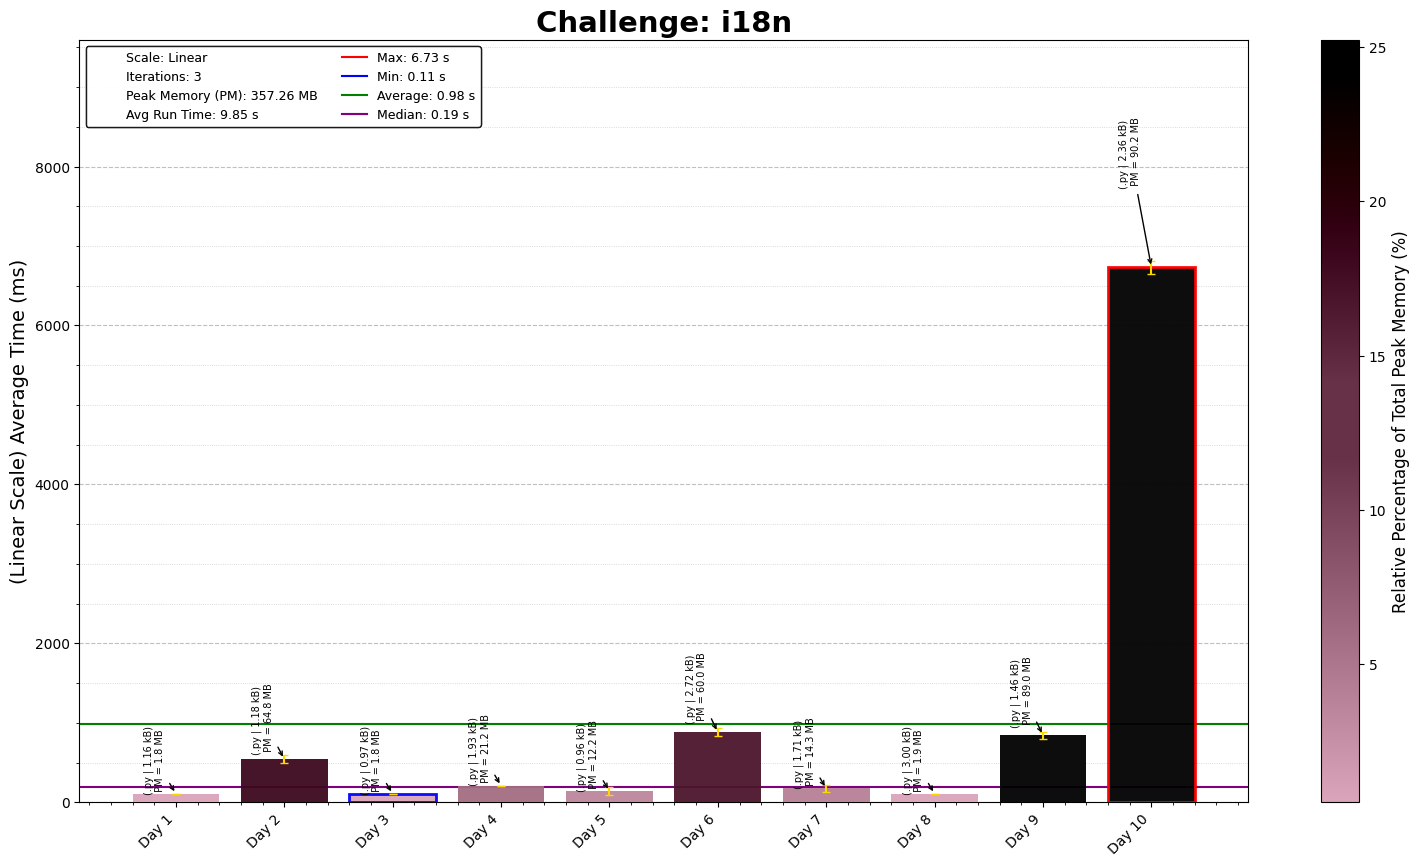 Challenge: i18n
Scale: Linear
Iterations: 3
Peak Memory (PM): 357.26 MB
Avg Run Time: 9.85 s
Max: 6.73 s
Min: 0.11 s
Average: 0.98 s
Median: 0.19 s
(Linear Scale) Average Time (ms)
8000
6000
4000
2000
0
(.py | 1.16 kB)
PM = 1.8 MB
(.py | 1.18 kB)
PM = 64.8 MB
(.py | 0.97 kB)
PM = 1.8 MB
(.py | 1.93 kB)
PM = 21.2 MB
(.py | 0.96 kB)
PM = 12.2 MB
(.py | 2.72 kB)
PM = 60.0 MB
(.py | 1.71 kB)
PM = 14.3 MB
(.py | 3.00 kB)
PM = 1.9 MB
(.py | 1.46 kB)
PM = 89.0 MB
(.py | 2.36 kB)
PM = 90.2 MB
Day 1
Day 2
Day 3
Day 4
Day 5
Day 6
Day 7
Day 8
Day 9
Day 10
25
20
15
10
5
Relative Percentage of Total Peak Memory (%)